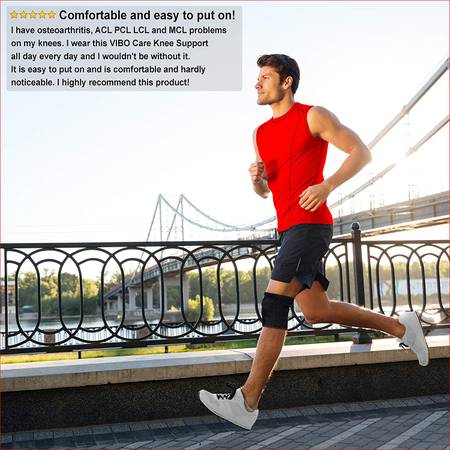 Comfortable and easy to put on!
I have osteoarthritis, ACL PCL LCL and MCL problems
on my knees. I wear this VIBO Care Knee Support
all day every day and I wouldn't be without it.
It is easy to put on and is comfortable and hardly
noticeable. I highly recommend this product!